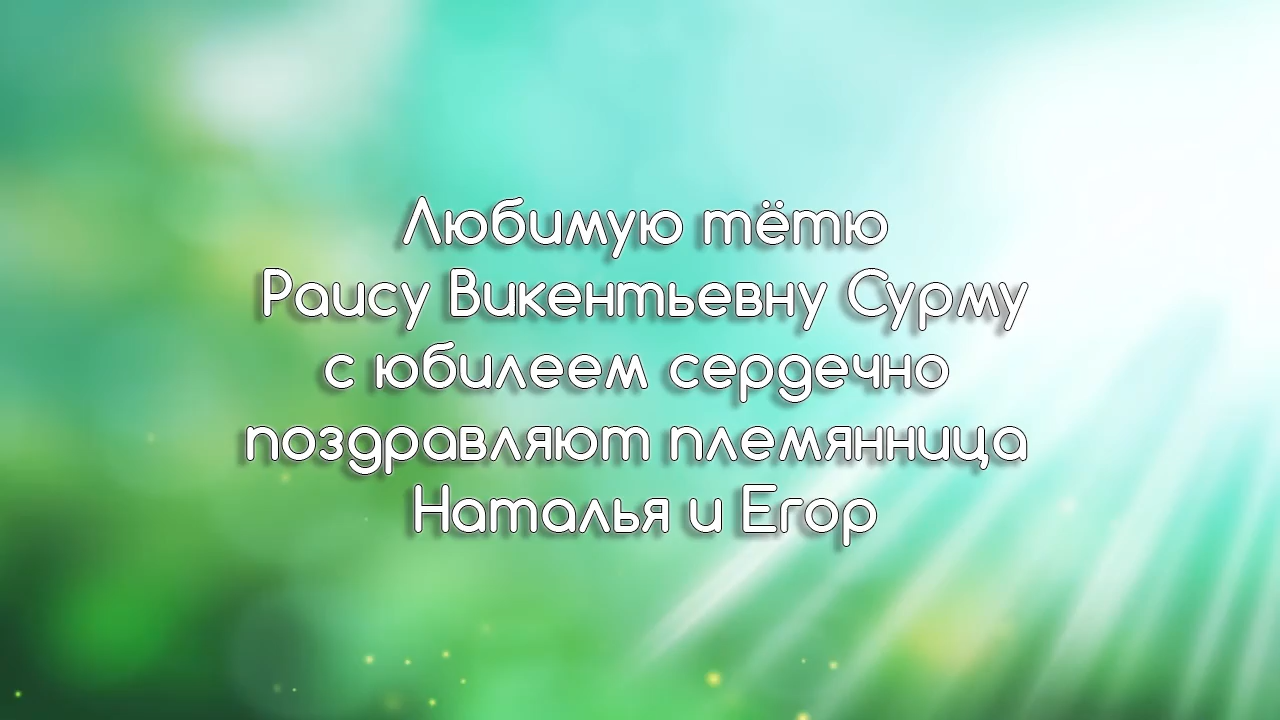 Любимую тётю
Раису Викентьевну Сурму
с юбилеем сердечно
поздравляют племянница
Наталья и Егор